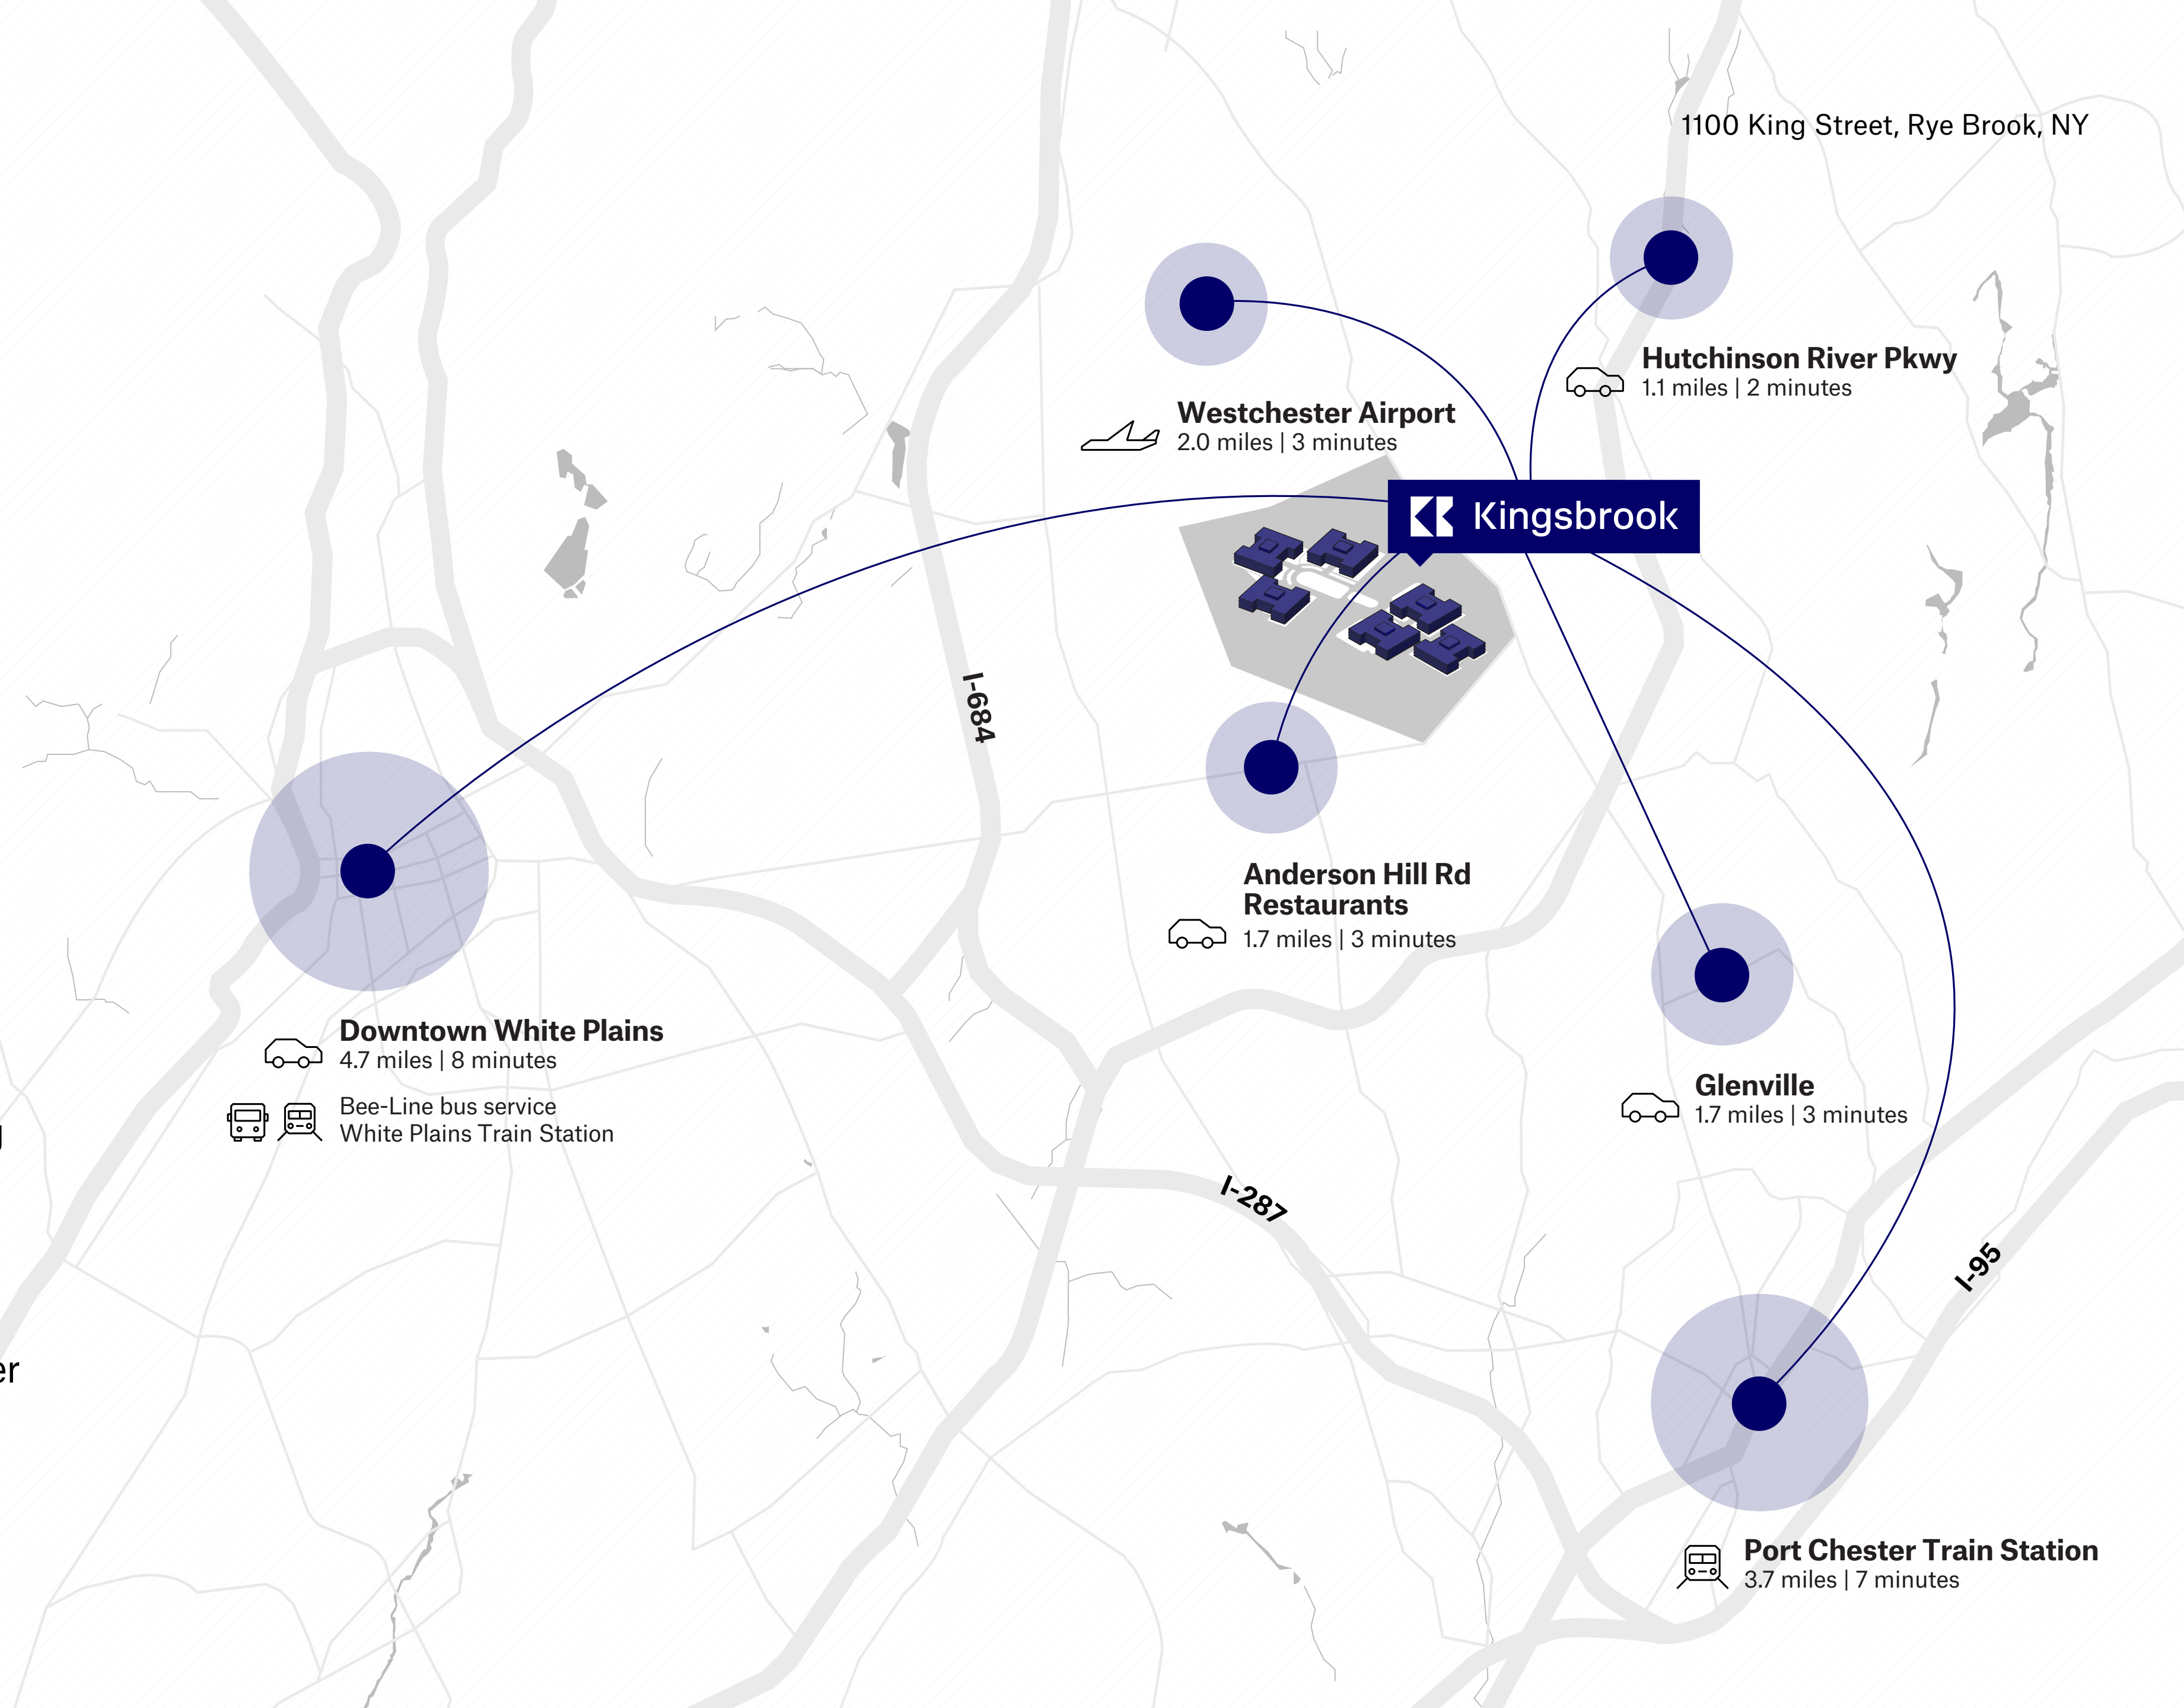 1100 King Street, Rye Brook, NY
Hutchinson River Pkwy
1.1 miles | 2 minutes
Westchester Airport
2.0 miles | 3 minutes
Kingsbrook
I-684
Anderson Hill Rd
Restaurants
1.7 miles | 3 minutes
Downtown White Plains
4.7 miles | 8 minutes
Bee-Line bus service
White Plains Train Station
Glenville
1.7 miles | 3 minutes
I-287
I-95
er
Port Chester Train Station
3.7 miles | 7 minutes